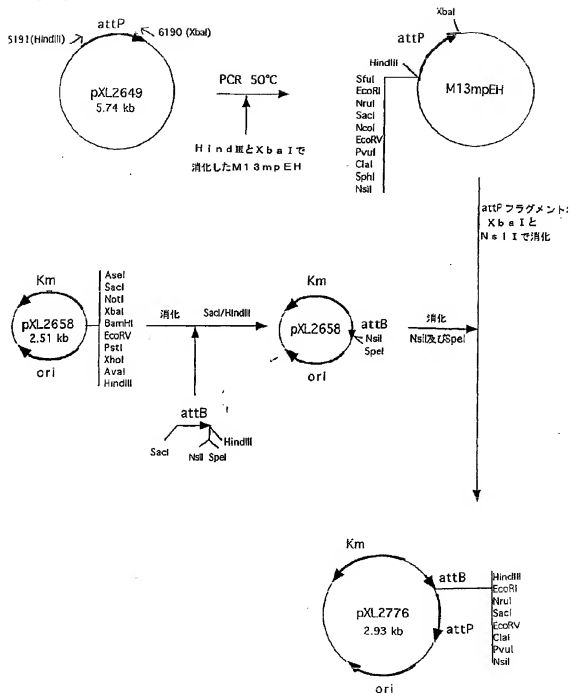 attP
5191(HindIII)
6190 (XbaI)
pXL2649
5.74 kb
PCR 50℃
HindⅢとXbaIで
消化したM13mpEH
XbaI
attP
HindIII
M13mpEH
SfuI
EcoRI
NruI
SacI
NcoI
EcoRV
PvuI
ClaI
SphI
NsiI
attPフラグメント:
XbaIと
NsiIで消化
Km
pXL2658
2.51 kb
ori
AseI
SacI
NotI
XbaI
BamHI
EcoRV
PstI
XhoI
AvaI
HindIII
消化
SacI/HindIII
attB
SacI
NsiI SpeI
HindIII
Km
pXL2658
attB
NsiI
SpeI
ori
消化
NsiI及びSpeI
Km
attB
pXL2776
2.93 kb
attP
ori
HindIII
EcoRI
NruI
SacI
EcoRV
ClaI
PvuI
NsiI